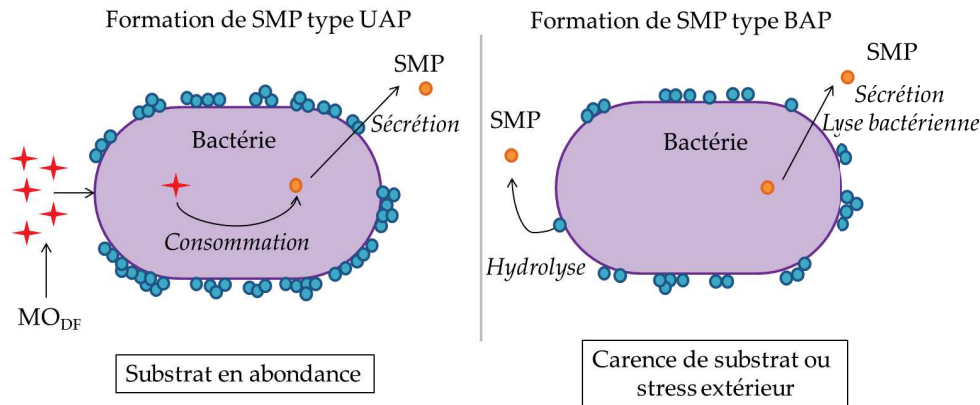 Formation de SMP type UAP
SMP
Sécrétion
Bactérie
Consommation
MO_DF
Substrat en abondance
Formation de SMP type BAP
SMP
Sécrétion
Lyse bactérienne
SMP
Bactérie
Hydrolyse
Carence de substrat ou
stress extérieur